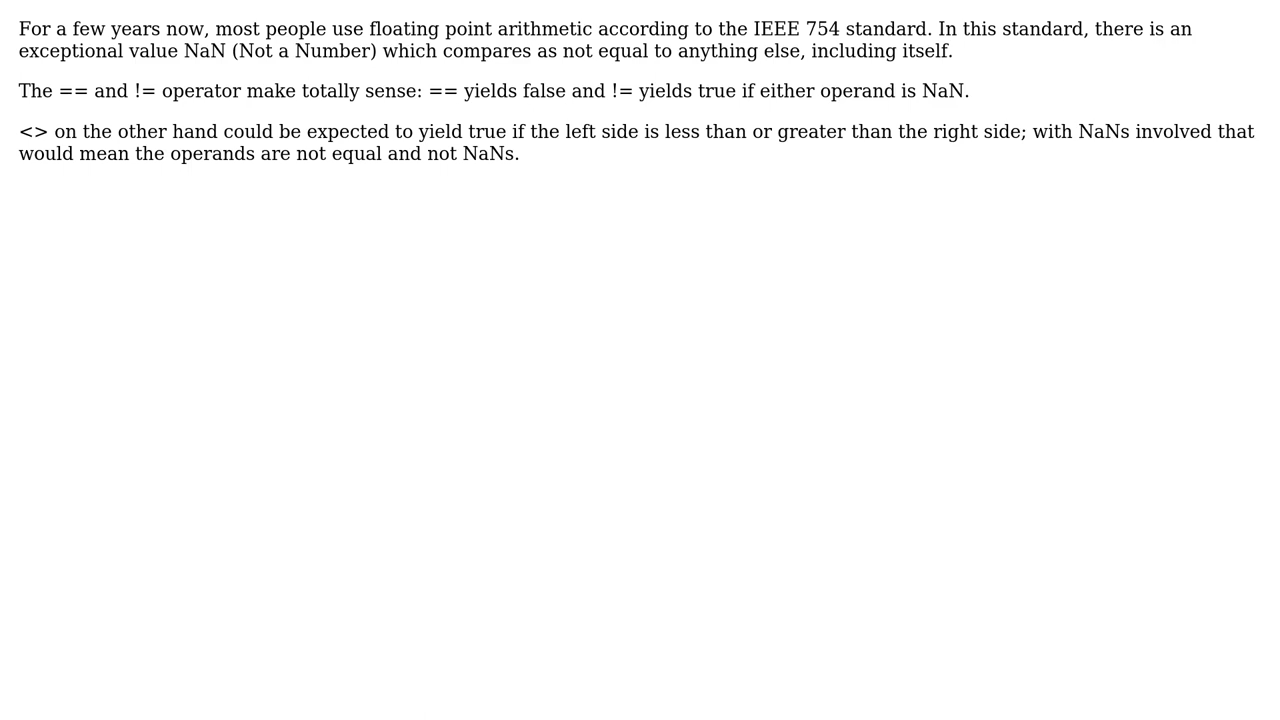 For a few years now, most people use floating point arithmetic according to the IEEE 754 standard. In this standard, there is an
exceptional value NaN (Not a Number) which compares as not equal to anything else, including itself.
The == and != operator make totally sense: == yields false and != yields true if either operand is NaN.
<> on the other hand could be expected to yield true if the left side is less than or greater than the right side; with NaNs involved that
would mean the operands are not equal and not NaNs.